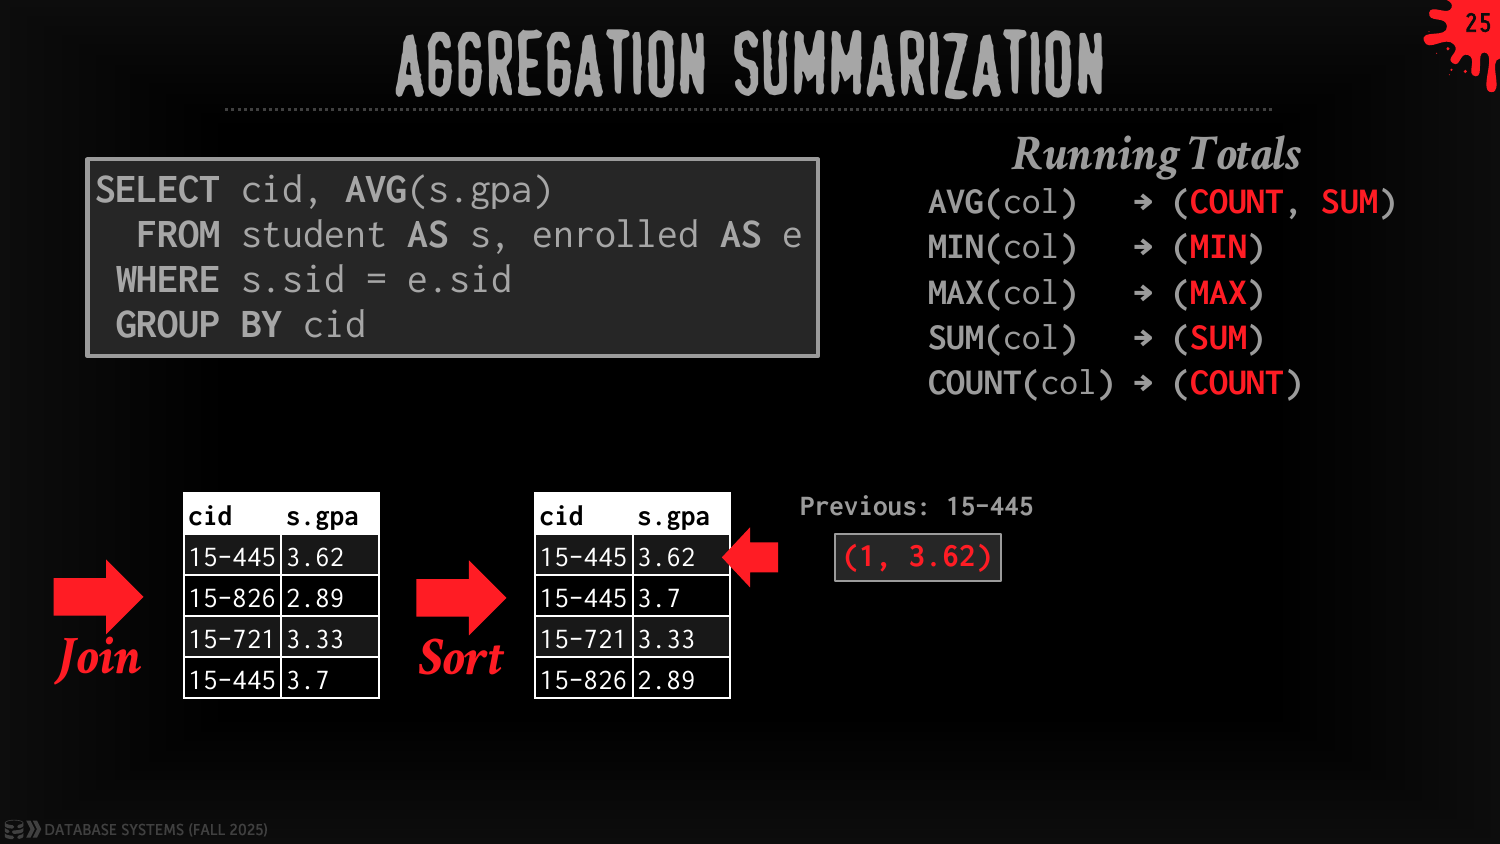 25
AGGREGATION SUMMARIZATION
SELECT cid, AVG(s.gpa)
FROM student AS s, enrolled AS e
WHERE s.sid = e.sid
GROUP BY cid
Running Totals
AVG(col) → (COUNT, SUM)
MIN(col) → (MIN)
MAX(col) → (MAX)
SUM(col) → (SUM)
COUNT(col) → (COUNT)
Join
cid s.gpa
15-445 3.62
15-826 2.89
15-721 3.33
15-445 3.7
Sort
cid s.gpa
15-445 3.62
15-445 3.7
15-721 3.33
15-826 2.89
Previous: 15-445
(1, 3.62)
DATABASE SYSTEMS (FALL 2025)